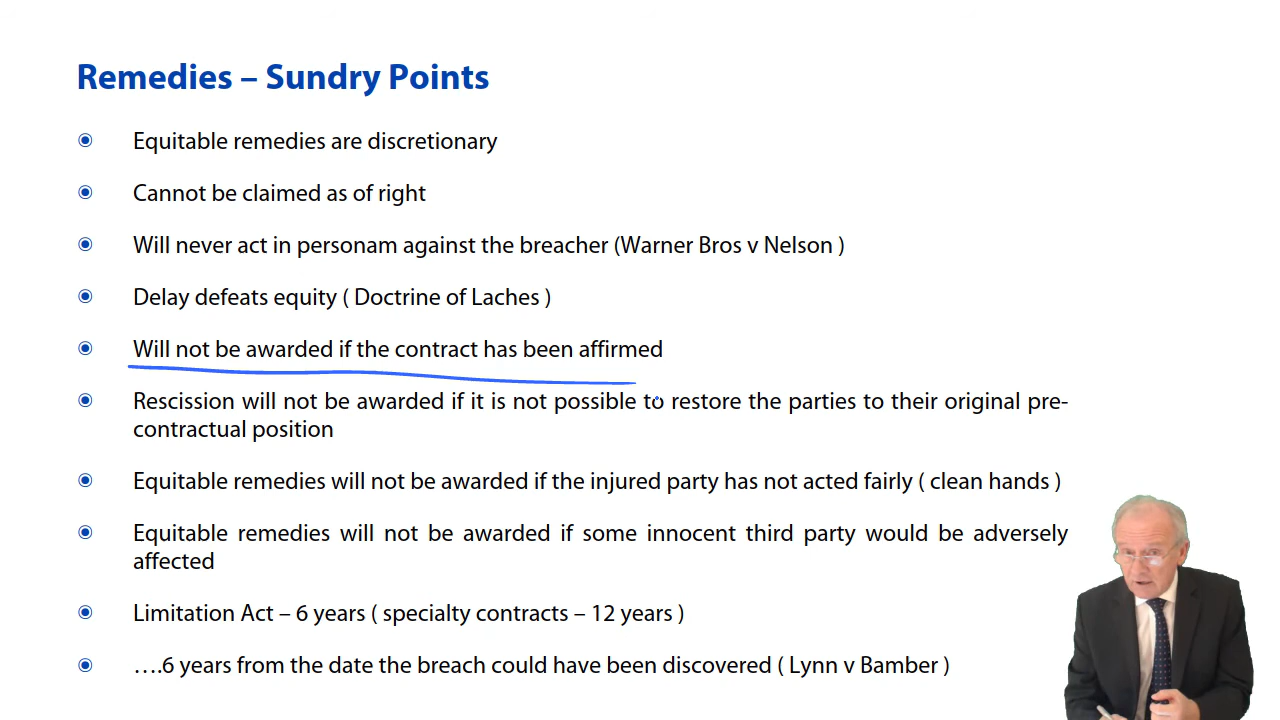 Remedies – Sundry Points
Equitable remedies are discretionary
Cannot be claimed as of right
Will never act in personam against the breacher (Warner Bros v Nelson )
Delay defeats equity ( Doctrine of Laches )
Will not be awarded if the contract has been affirmed
Rescission will not be awarded if it is not possible to restore the parties to their original pre-
contractual position
Equitable remedies will not be awarded if the injured party has not acted fairly ( clean hands )
Equitable remedies will not be awarded if some innocent third party would be adversely
affected
Limitation Act – 6 years ( specialty contracts – 12 years )
….6 years from the date the breach could have been discovered ( Lynn v Bamber )